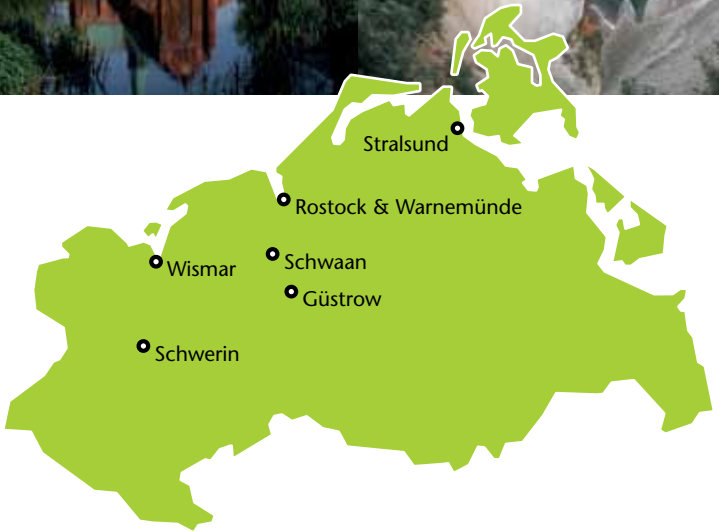 Stralsund
Rostock & Warnemünde
Schwaan
Wismar
Güstrow
Schwerin